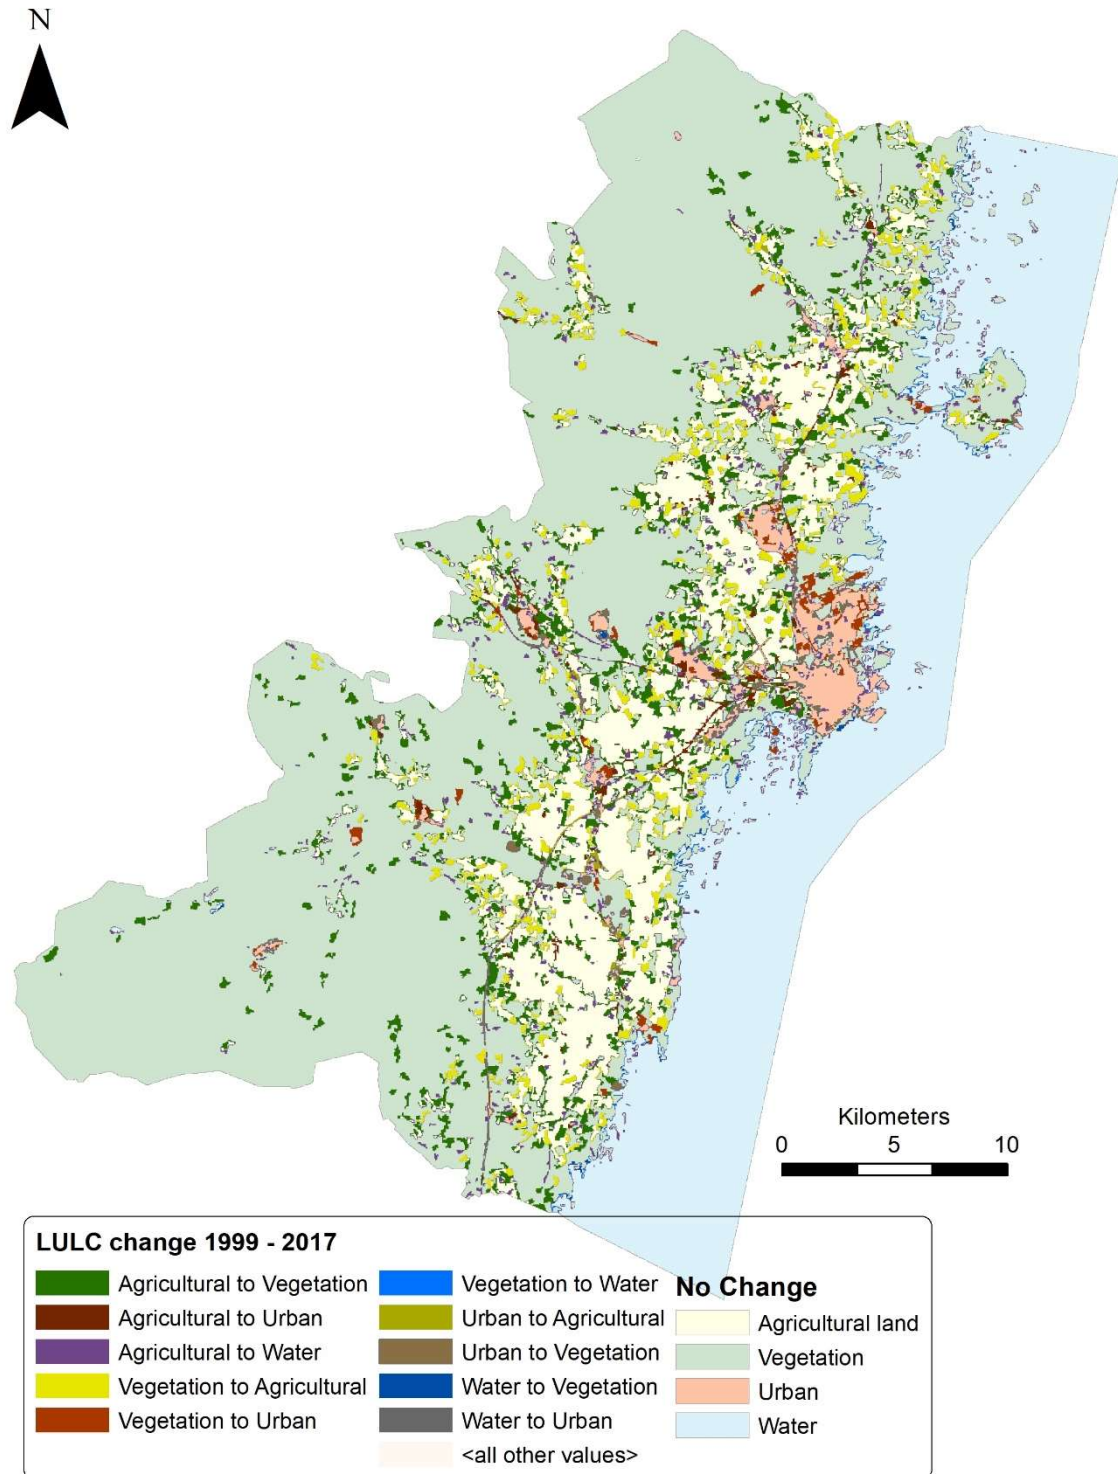 N
Kilometers
0 5 10
LULC change 1999 - 2017
Agricultural to Vegetation
Agricultural to Urban
Agricultural to Water
Vegetation to Agricultural
Vegetation to Urban
Vegetation to Water
Urban to Agricultural
Urban to Vegetation
Water to Vegetation
Water to Urban
<all other values>
No Change
Agricultural land
Vegetation
Urban
Water